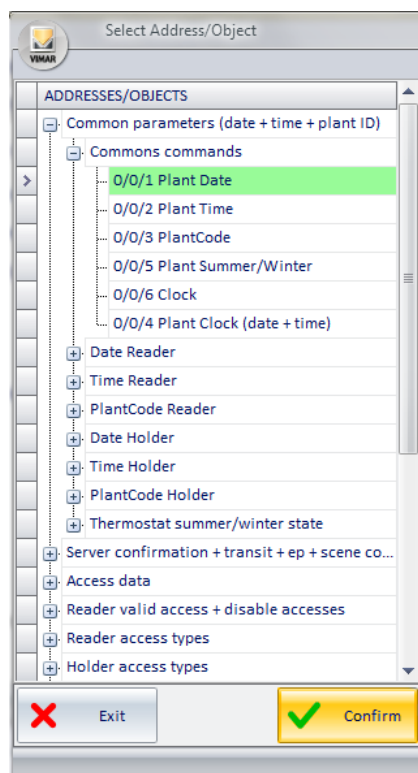 Select Address/Object
VIMAR
ADDRESSES/OBJECTS
Common parameters (date + time + plant ID)
Commons commands
0/0/1 Plant Date
0/0/2 Plant Time
0/0/3 PlantCode
0/0/5 Plant Summer/Winter
0/0/6 Clock
0/0/4 Plant Clock (date + time)
Date Reader
Time Reader
PlantCode Reader
Date Holder
Time Holder
PlantCode Holder
Thermostat summer/winter state
Server confirmation + transit + ep + scene co...
Access data
Reader valid access + disable accesses
Reader access types
Holder access types
Exit
Confirm